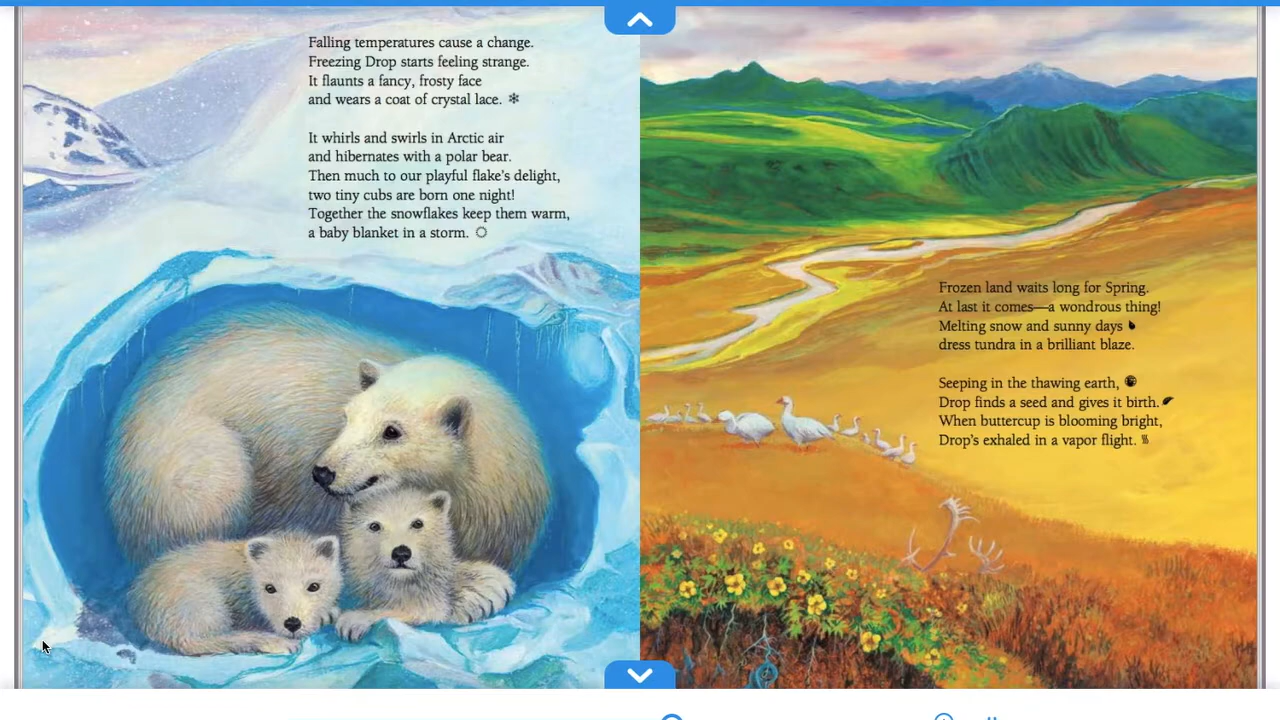 Falling temperatures cause a change.
Freezing Drop starts feeling strange.
It flaunts a fancy, frosty face
and wears a coat of crystal lace.
It whirls and swirls in Arctic air
and hibernates with a polar bear.
Then much to our playful flake's delight,
two tiny cubs are born one night!
Together the snowflakes keep them warm,
a baby blanket in a storm.
Frozen land waits long for Spring.
At last it comes—a wondrous thing!
Melting snow and sunny days
dress tundra in a brilliant blaze.
Seeping in the thawing earth,
Drop finds a seed and gives it birth.
When buttercup is blooming bright,
Drop's exhaled in a vapor flight.